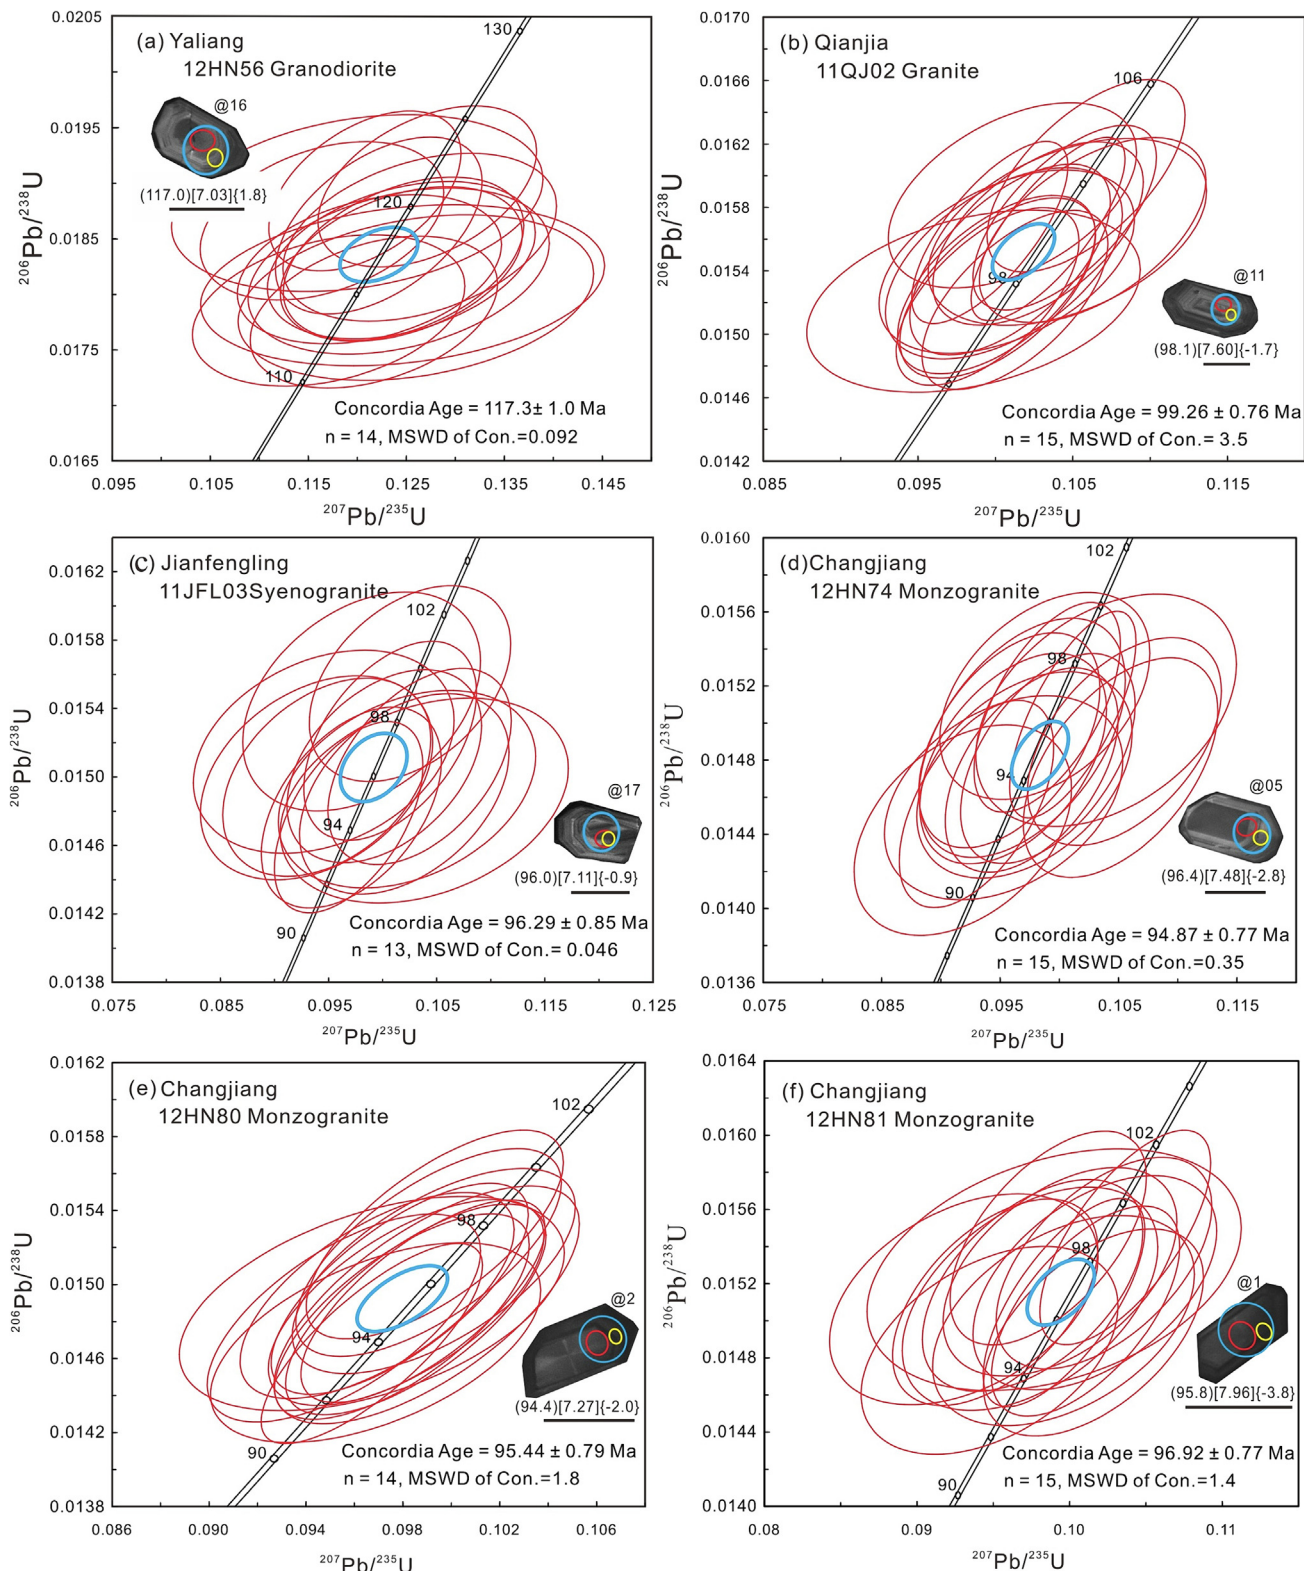 (a) Yaliang
12HN56 Granodiorite
@16
(117.0)[7.03]{1.8}
130
120
110
Concordia Age = 117.3± 1.0 Ma
n = 14, MSWD of Con.=0.092
0.0205
0.0195
0.0185
0.0175
0.0165
0.095 0.105 0.115 0.125 0.135 0.145
206Pb/238U
207Pb/235U
(b) Qianjia
11QJ02 Granite
106
98
@11
(98.1)[7.60]{-1.7}
Concordia Age = 99.26 ± 0.76 Ma
n = 15, MSWD of Con.= 3.5
0.0170
0.0166
0.0162
0.0158
0.0154
0.0150
0.0146
0.0142
0.085 0.095 0.105 0.115
206Pb/238U
207Pb/235U
(c) Jianfengling
11JFL03Syenogranite
102
98
94
90
@17
(96.0)[7.11]{-0.9}
Concordia Age = 96.29 ± 0.85 Ma
n = 13, MSWD of Con.= 0.046
0.0162
0.0158
0.0154
0.0150
0.0146
0.0142
0.0138
0.075 0.085 0.095 0.105 0.115 0.125
206Pb/238U
207Pb/235U
(d) Changjiang
12HN74 Monzogranite
102
98
94
90
@05
(96.4)[7.48]{-2.8}
Concordia Age = 94.87 ± 0.77 Ma
n = 15, MSWD of Con.=0.35
0.0160
0.0156
0.0152
0.0148
0.0144
0.0140
0.0136
0.075 0.085 0.095 0.105 0.115
206Pb/238U
207Pb/235U
(e) Changjiang
12HN80 Monzogranite
102
98
94
90
@2
(94.4)[7.27]{-2.0}
Concordia Age = 95.44 ± 0.79 Ma
n = 14, MSWD of Con.=1.8
0.0162
0.0158
0.0154
0.0150
0.0146
0.0142
0.0138
0.086 0.090 0.094 0.098 0.102 0.106
206Pb/238U
207Pb/235U
(f) Changjiang
12HN81 Monzogranite
102
98
94
90
@1
(95.8)[7.96]{-3.8}
Concordia Age = 96.92 ± 0.77 Ma
n = 15, MSWD of Con.=1.4
0.0164
0.0160
0.0156
0.0152
0.0148
0.0144
0.0140
0.08 0.09 0.10 0.11
206Pb/238U
207Pb/235U